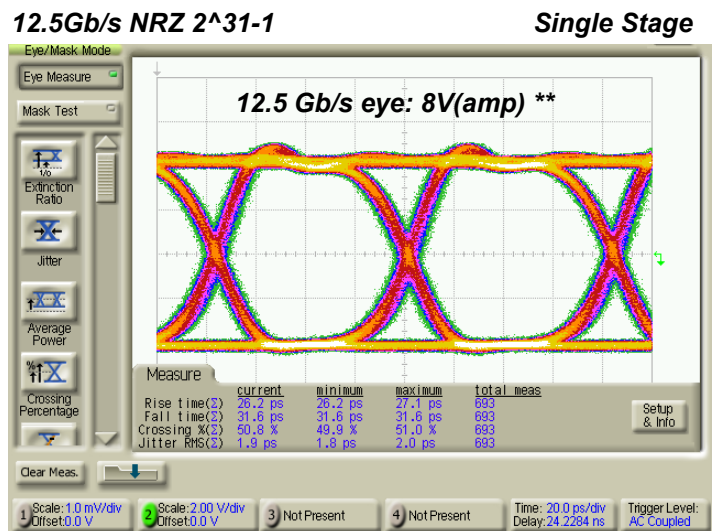 12.5Gb/s NRZ 2^31-1 Single Stage
Eye/Mask Mode
Eye Measure
Mask Test
12.5 Gb/s eye: 8V(amp) **
1/0
Extinction
Ratio
Jitter
Average
Power
%
Crossing
Percentage
Measure
current minimum maximum total meas
Rise time(Σ) 26.2 ps 26.2 ps 27.1 ps 693
Fall time(Σ) 31.6 ps 31.6 ps 31.6 ps 693
Crossing %(Σ) 50.8 % 49.9 % 51.0 % 693
Jitter RMS(Σ) 1.9 ps 1.8 ps 2.0 ps 693
Setup
& Info
Clear Meas.
1 Scale:1.0 mV/div
Offset:0.0 V
2 Scale:2.00 V/div
Offset:0.0 V
3 Not Present
4 Not Present
Time: 20.0 ps/div
Delay:24.2284 ns
Trigger Level:
AC Coupled